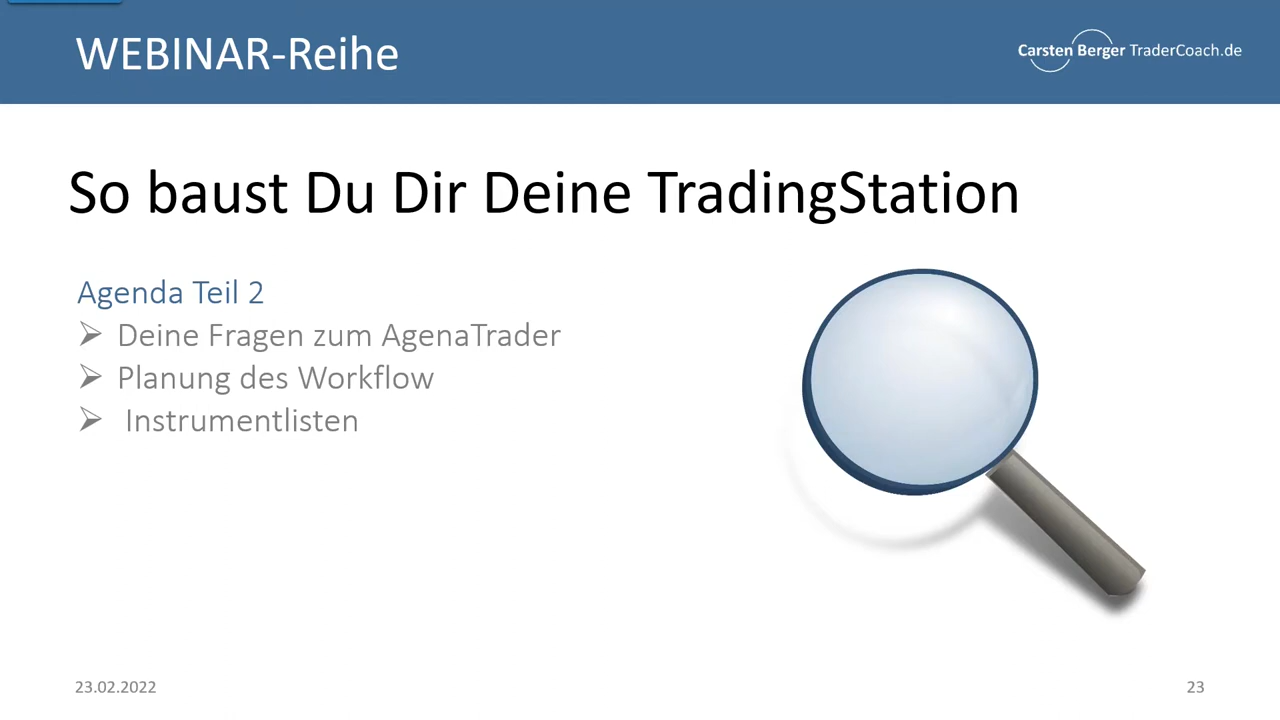 WEBINAR-Reihe
Carsten Berger TraderCoach.de
So baust Du Dir Deine TradingStation
Agenda Teil 2
➢ Deine Fragen zum AgenaTrader
➢ Planung des Workflow
➢ Instrumentlisten
23.02.2022
23